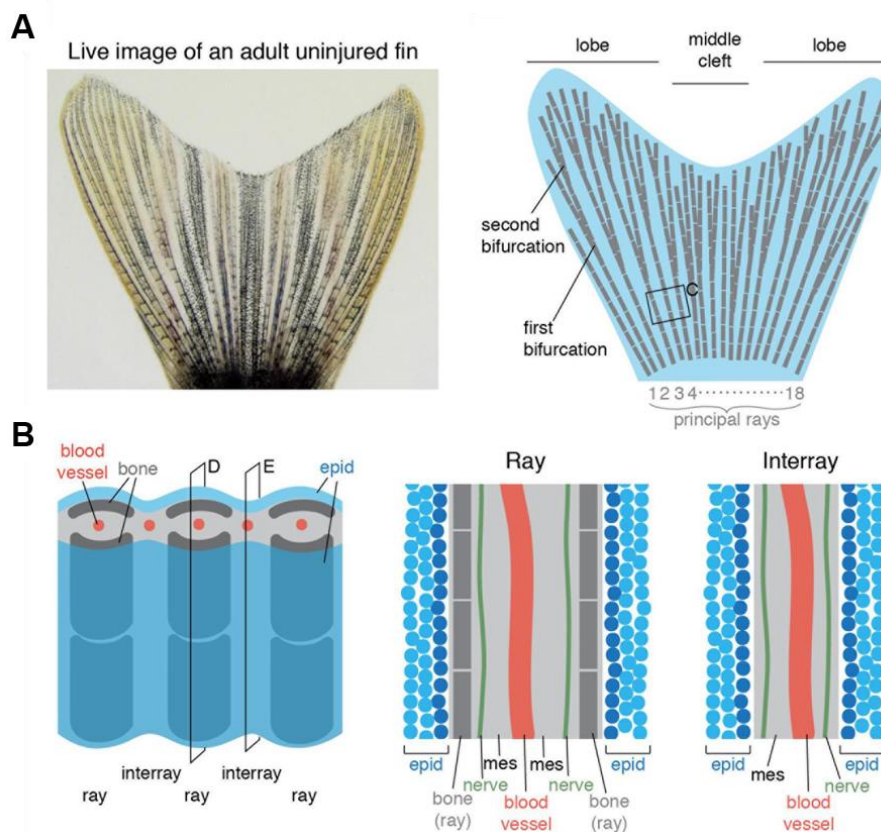 A
Live image of an adult uninjured fin
lobe
middle
cleft
lobe
second
bifurcation
first
bifurcation
C
1 2 3 4 ·············· 18
principal rays
B
blood
vessel
bone
D
E
epid
interray
interray
ray
ray
ray
Ray
epid
bone
(ray)
nerve
mes
blood
vessel
mes
nerve
bone
(ray)
epid
Interray
epid
mes
blood
vessel
nerve
epid